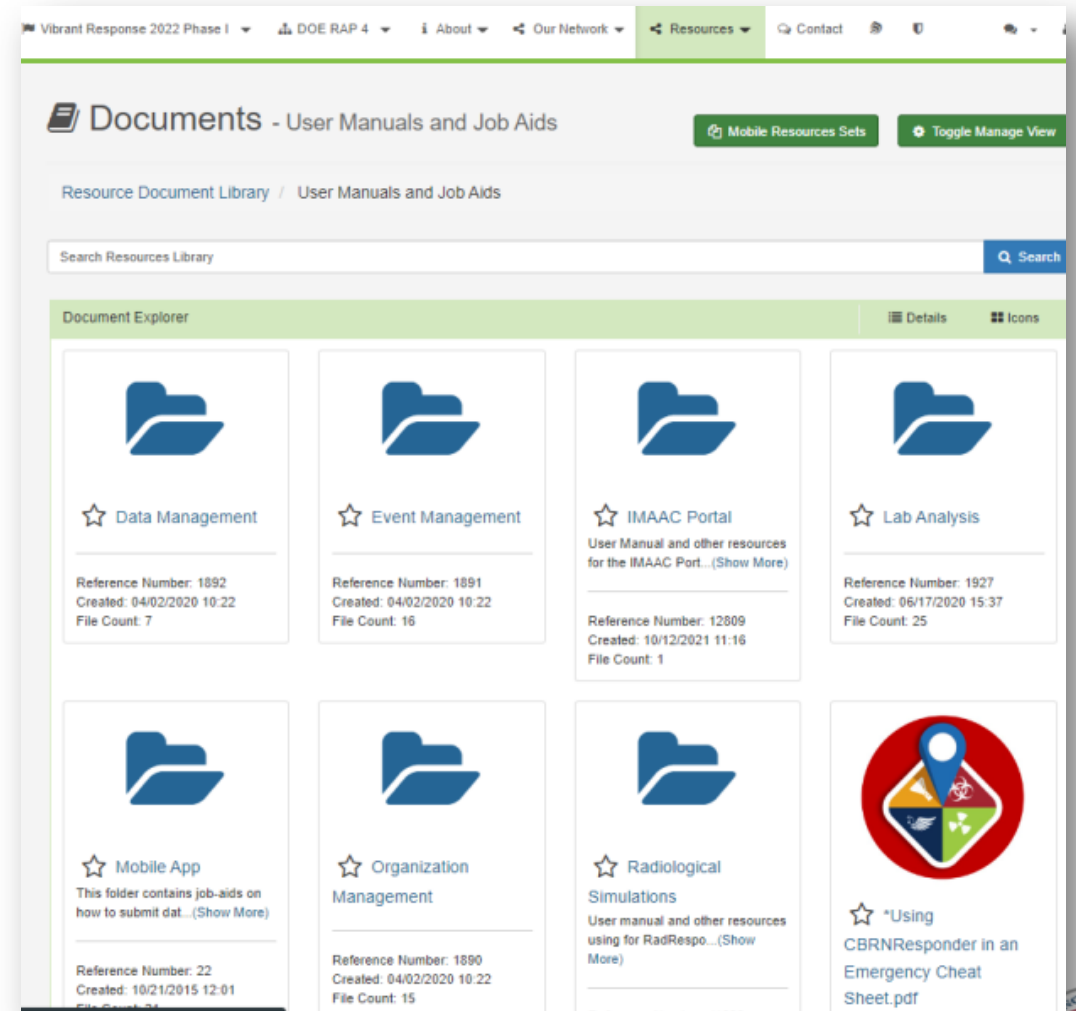 Vibrant Response 2022 Phase I DOE RAP 4 About Our Network Resources Contact
Documents - User Manuals and Job Aids
Mobile Resources Sets Toggle Manage View
Resource Document Library / User Manuals and Job Aids
Search Resources Library Search
Document Explorer Details Icons
Data Management
Reference Number: 1892
Created: 04/02/2020 10:22
File Count: 7
Event Management
Reference Number: 1891
Created: 04/02/2020 10:22
File Count: 16
IMAAC Portal
User Manual and other resources
for the IMAAC Port...(Show More)
Reference Number: 12809
Created: 10/12/2021 11:16
File Count: 1
Lab Analysis
Reference Number: 1927
Created: 06/17/2020 15:37
File Count: 25
Mobile App
This folder contains job-aids on
how to submit dat...(Show More)
Reference Number: 22
Created: 10/21/2015 12:01
Organization
Management
Reference Number: 1890
Created: 04/02/2020 10:22
File Count: 15
Radiological
Simulations
User manual and other resources
using for RadRespo...(Show
More)
*Using
CBRNResponder in an
Emergency Cheat
Sheet.pdf